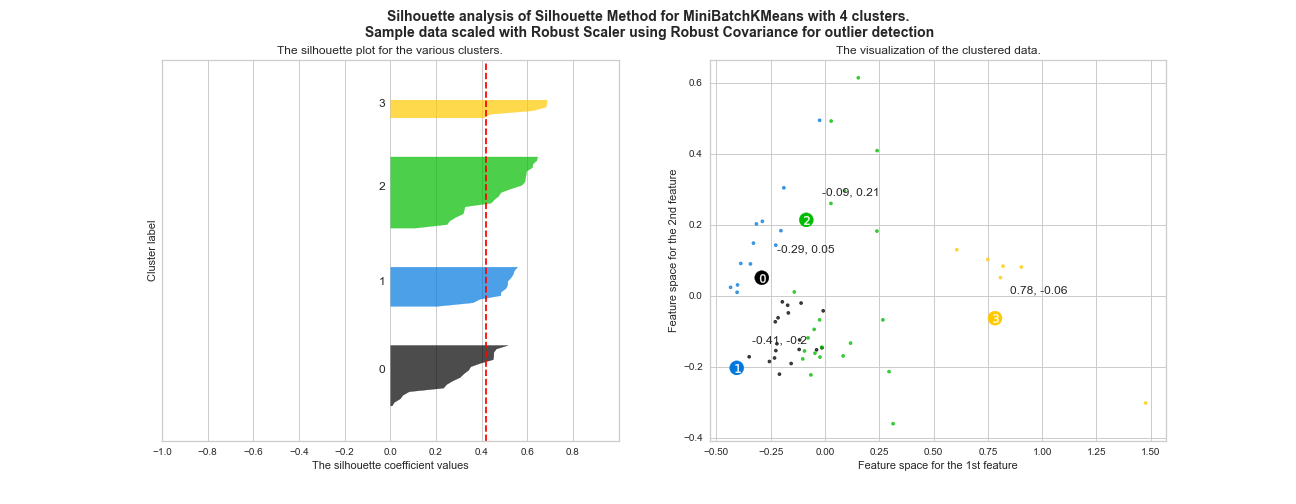 Silhouette analysis of Silhouette Method for MiniBatchKMeans with 4 clusters.
Sample data scaled with Robust Scaler using Robust Covariance for outlier detection
The silhouette plot for the various clusters.
Cluster label
3
2
1
0
−1.0 −0.8 −0.6 −0.4 −0.2 0.0 0.2 0.4 0.6 0.8
The silhouette coefficient values
The visualization of the clustered data.
Feature space for the 2nd feature
0.6
0.4
0.2
0.0
−0.2
−0.4
-0.09, 0.21
2
-0.29, 0.05
0
0.78, -0.06
3
-0.41, -0.2
1
−0.50 −0.25 0.00 0.25 0.50 0.75 1.00 1.25 1.50
Feature space for the 1st feature